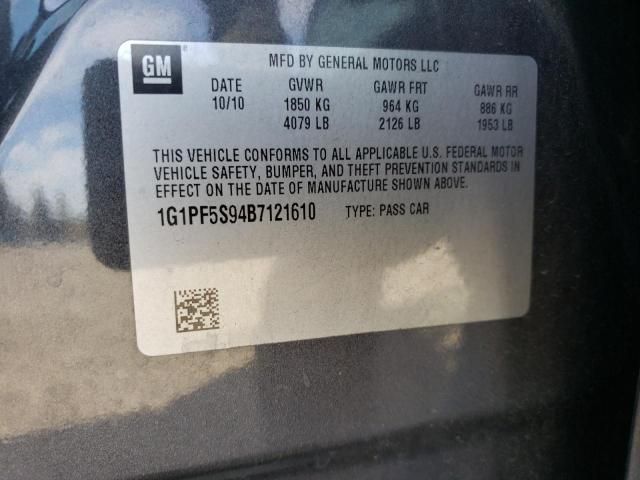 GM
MFD BY GENERAL MOTORS LLC
DATE GVWR GAWR FRT GAWR RR
10/10 1850 KG 964 KG 886 KG
4079 LB 2126 LB 1953 LB
THIS VEHICLE CONFORMS TO ALL APPLICABLE U.S. FEDERAL MOTOR
VEHICLE SAFETY, BUMPER, AND THEFT PREVENTION STANDARDS IN
EFFECT ON THE DATE OF MANUFACTURE SHOWN ABOVE.
1G1PF5S94B7121610 TYPE: PASS CAR